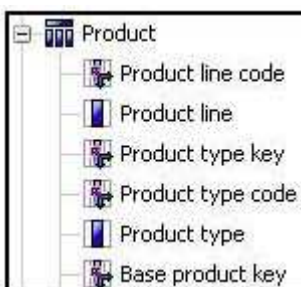 Product
Product line code
Product line
Product type key
Product type code
Product type
Base product key